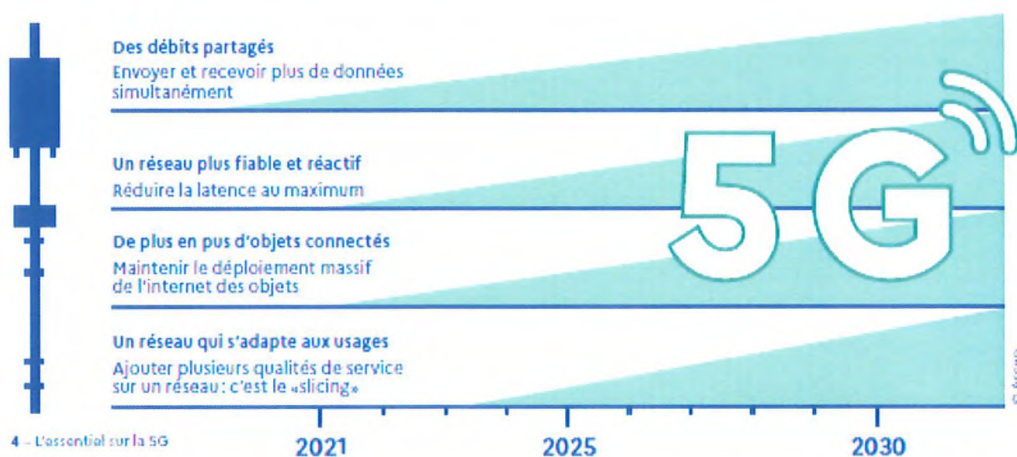 Des débits partagés
Envoyer et recevoir plus de données
simultanément
Un réseau plus fiable et réactif
Réduire la latence au maximum
De plus en pus d'objets connectés
Maintenir le déploiement massif
de l'internet des objets
Un réseau qui s'adapte aux usages
Ajouter plusieurs qualités de service
sur un réseau: c'est le «slicing»
5G
2021
2025
2030
4 - L'essentiel sur la 5G